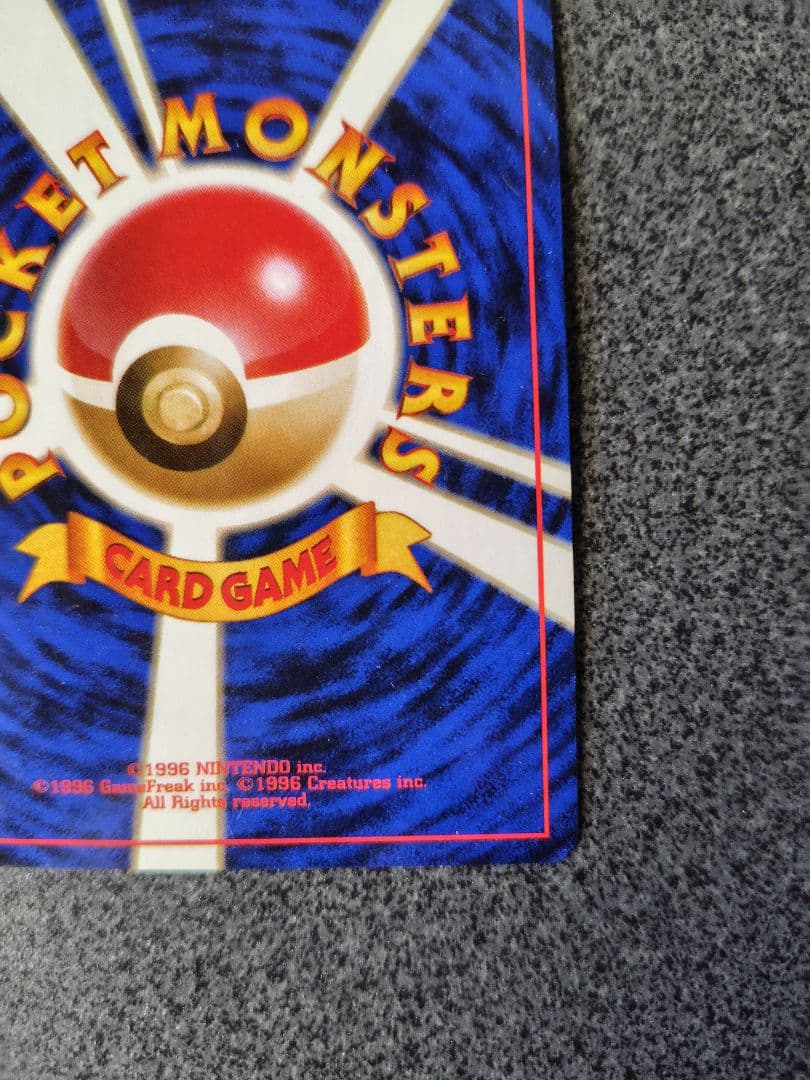 POCKET MONSTERS
CARD GAME
©1996 NINTENDO inc.
©1996 GameFreak inc. ©1996 Creatures inc.
All Rights reserved.